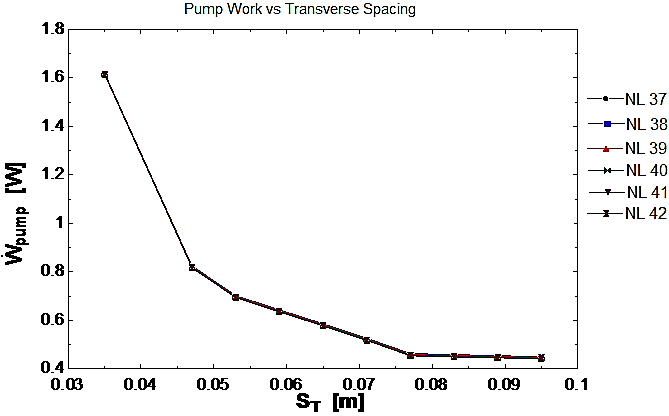 Pump Work vs Transverse Spacing
1.8
1.6
1.4
1.2
1
0.8
0.6
0.4
Ẇpump [W]
0.03 0.04 0.05 0.06 0.07 0.08 0.09 0.1
ST [m]
NL 37
NL 38
NL 39
NL 40
NL 41
NL 42